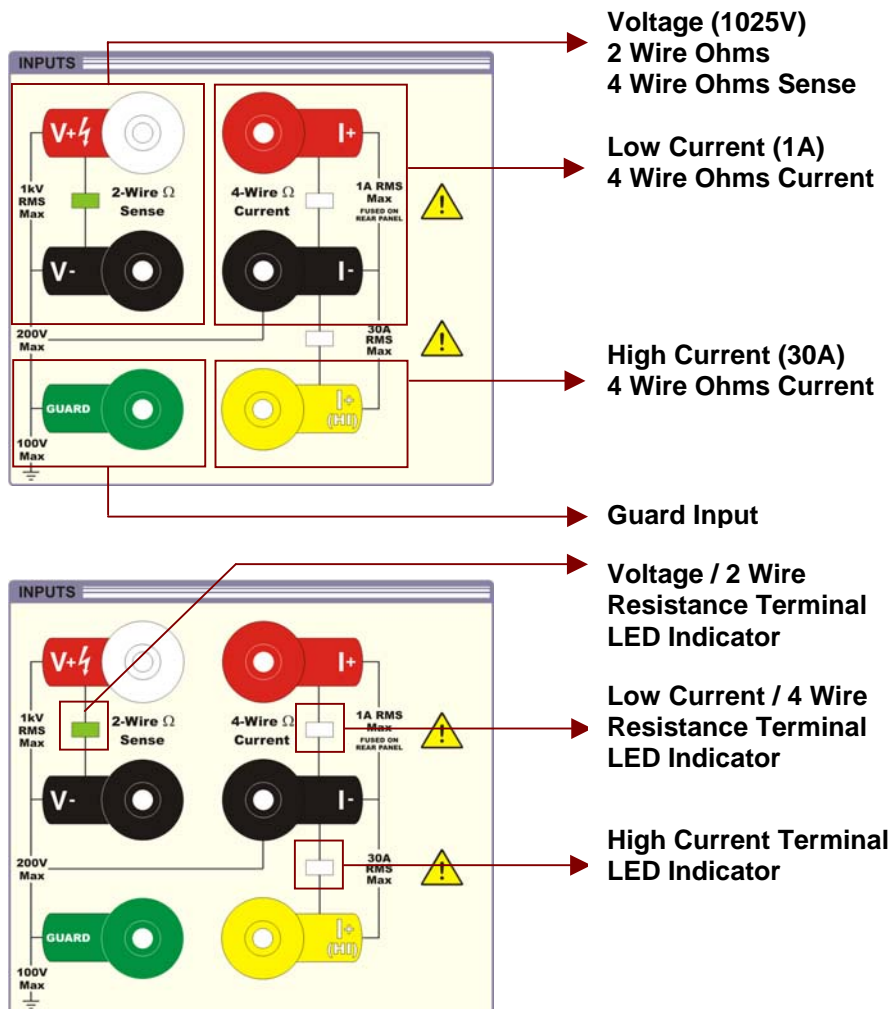 Voltage (1025V)
2 Wire Ohms
4 Wire Ohms Sense
Low Current (1A)
4 Wire Ohms Current
High Current (30A)
4 Wire Ohms Current
Guard Input
INPUTS
V+
I+
1kV
RMS
Max
2-Wire Ω
Sense
4-Wire Ω
Current
1A RMS
Max
FUSED ON
REAR PANEL
V-
I-
200V
Max
30A
RMS
Max
GUARD
I+
(HI)
100V
Max
Voltage / 2 Wire
Resistance Terminal
LED Indicator
Low Current / 4 Wire
Resistance Terminal
LED Indicator
High Current Terminal
LED Indicator
INPUTS
V+
I+
1kV
RMS
Max
2-Wire Ω
Sense
4-Wire Ω
Current
1A RMS
Max
FUSED ON
REAR PANEL
V-
I-
200V
Max
30A
RMS
Max
GUARD
I+
(HI)
100V
Max